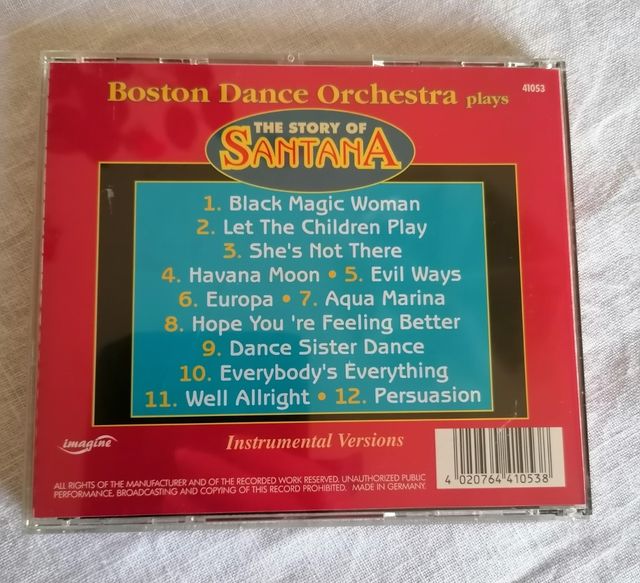 Boston Dance Orchestra plays
41053
THE STORY OF
SANTANA
1. Black Magic Woman
2. Let The Children Play
3. She's Not There
4. Havana Moon • 5. Evil Ways
6. Europa • 7. Aqua Marina
8. Hope You 're Feeling Better
9. Dance Sister Dance
10. Everybody's Everything
11. Well Allright • 12. Persuasion
imagine
Instrumental Versions
ALL RIGHTS OF THE MANUFACTURER AND OF THE RECORDED WORK RESERVED. UNAUTHORIZED PUBLIC
PERFORMANCE, BROADCASTING AND COPYING OF THIS RECORD PROHIBITED. MADE IN GERMANY.
4 020764 410538